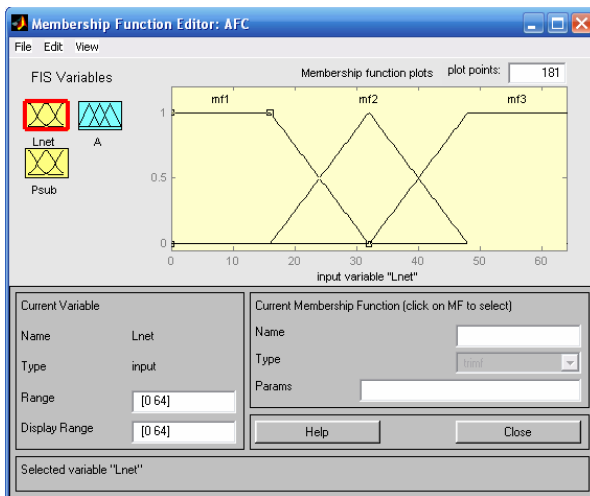 Membership Function Editor: AFC
File Edit View
FIS Variables
Membership function plots plot points: 181
Lnet A
Psub
mf1 mf2 mf3
1
0.5
0
0 10 20 30 40 50 60
input variable "Lnet"
Current Variable
Name Lnet
Type input
Range [0 64]
Display Range [0 64]
Current Membership Function (click on MF to select)
Name
Type trimf
Params
Help Close
Selected variable "Lnet"